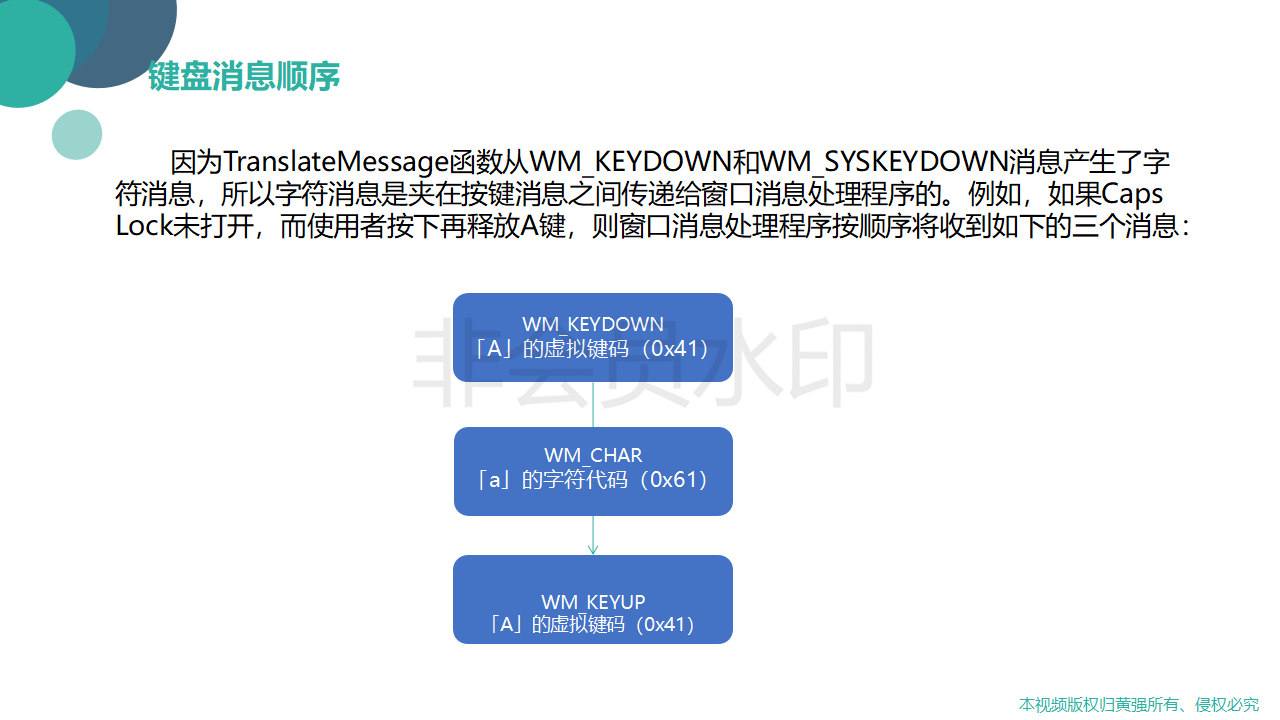 键盘消息顺序
因为TranslateMessage函数从WM_KEYDOWN和WM_SYSKEYDOWN消息产生了字
符消息，所以字符消息是夹在按键消息之间传递给窗口消息处理程序的。例如，如果Caps
Lock未打开，而使用者按下再释放A键，则窗口消息处理程序按顺序将收到如下的三个消息：
WM_KEYDOWN
「A」的虚拟键码（0x41）
非会员水印
WM_CHAR
「a」的字符代码（0x61）
WM_KEYUP
「A」的虚拟键码（0x41）
本视频版权归黄强所有、侵权必究